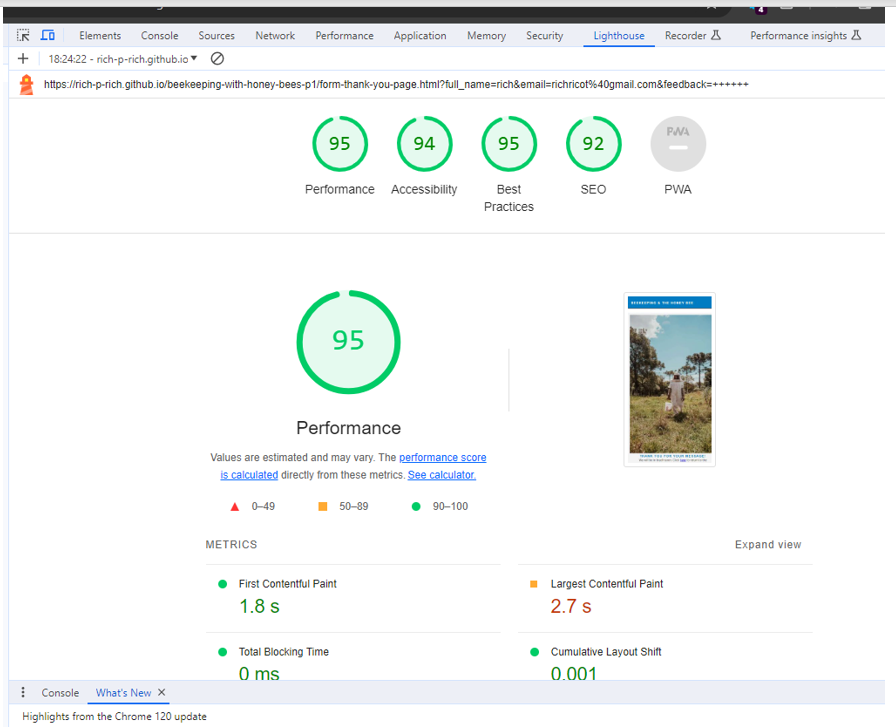 4
Elements Console Sources Network Performance Application Memory Security Lighthouse Recorder Performance insights
18:24:22 - rich-p-rich.github.io
https://rich-p-rich.github.io/beekeeping-with-honey-bees-p1/form-thank-you-page.html?full_name=rich&email=richricot%40gmail.com&feedback=++++++
95 94 95 92 PWA
Performance Accessibility Best SEO PWA
Practices
95
Performance
Values are estimated and may vary. The performance score
is calculated directly from these metrics. See calculator.
0–49 50–89 90–100
BEEKEEPING & THE HONEY BEE
THANK YOU FOR YOUR MESSAGE!
METRICS Expand view
First Contentful Paint Largest Contentful Paint
1.8 s 2.7 s
Total Blocking Time Cumulative Layout Shift
0 ms 0.001
Console What's New
Highlights from the Chrome 120 update